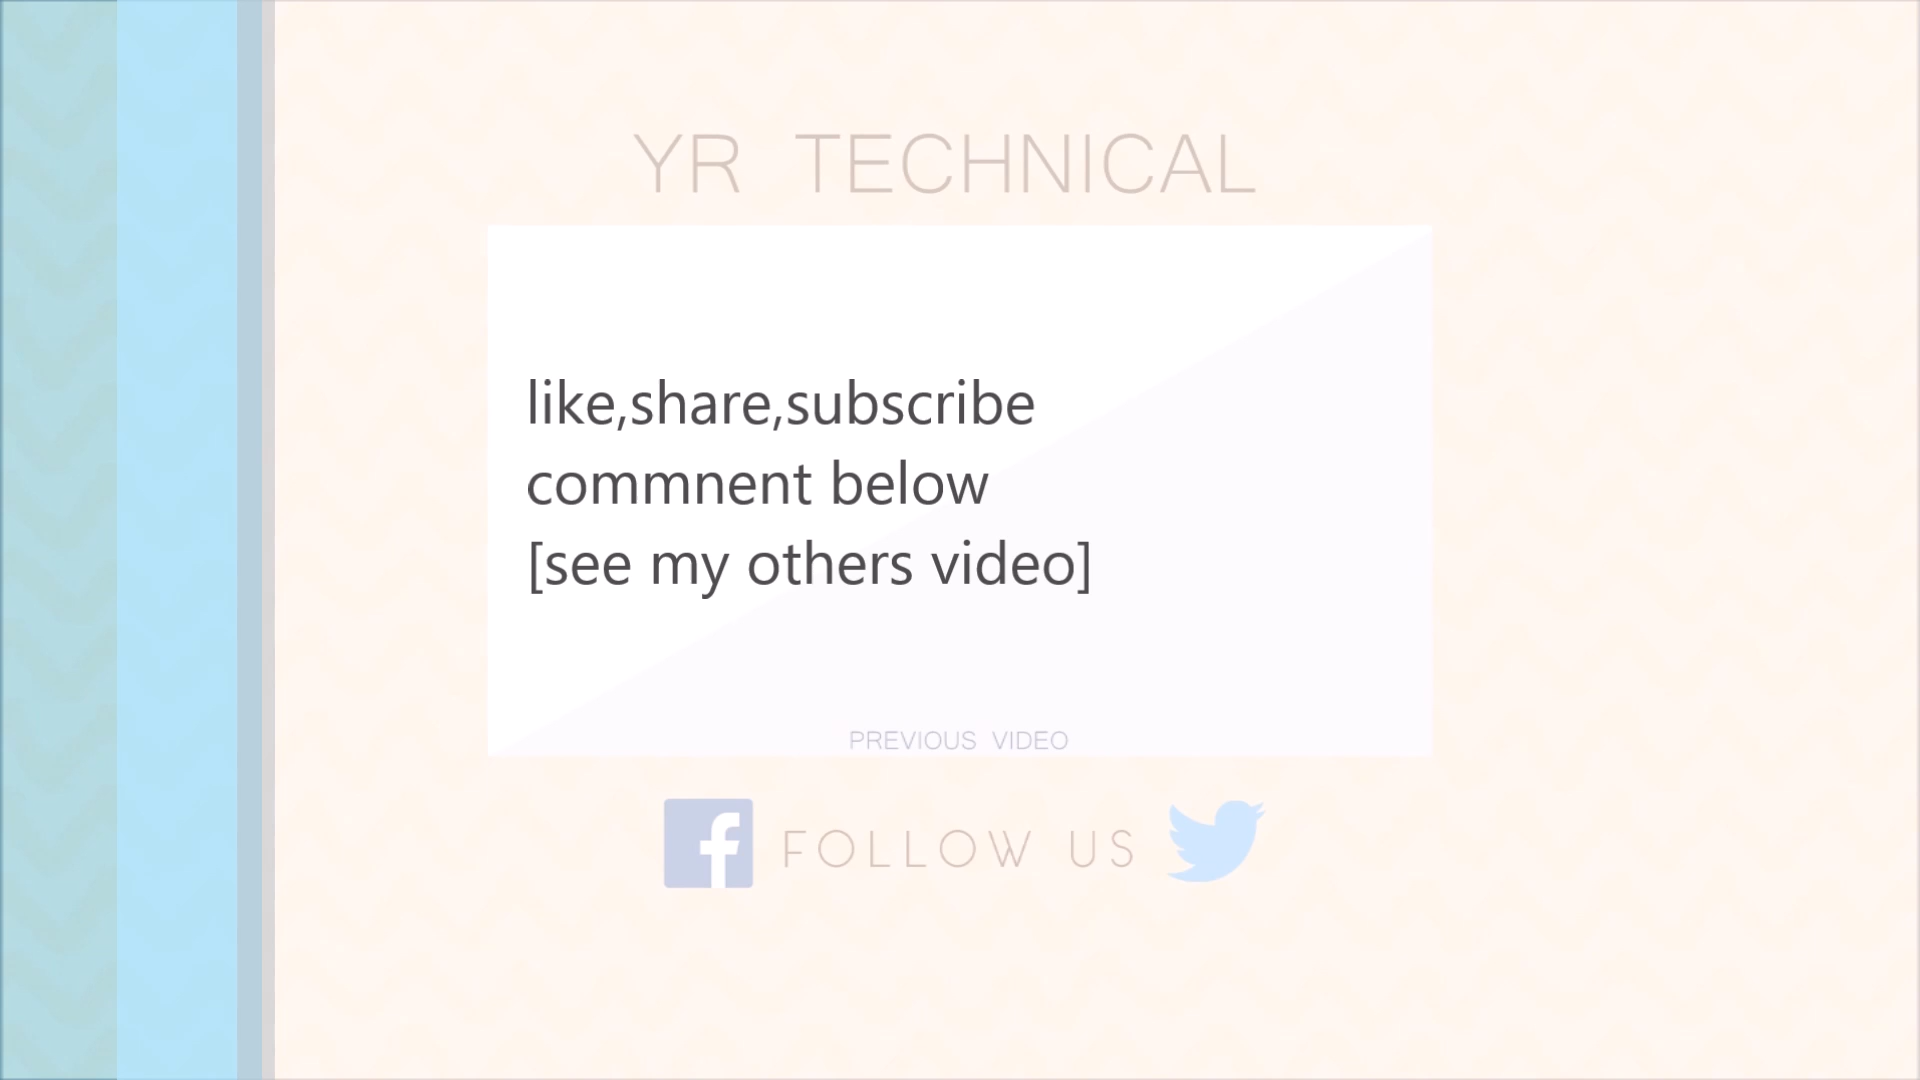 YR TECHNICAL
like,share,subscribe
commnent below
[see my others video]
PREVIOUS VIDEO
FOLLOW US